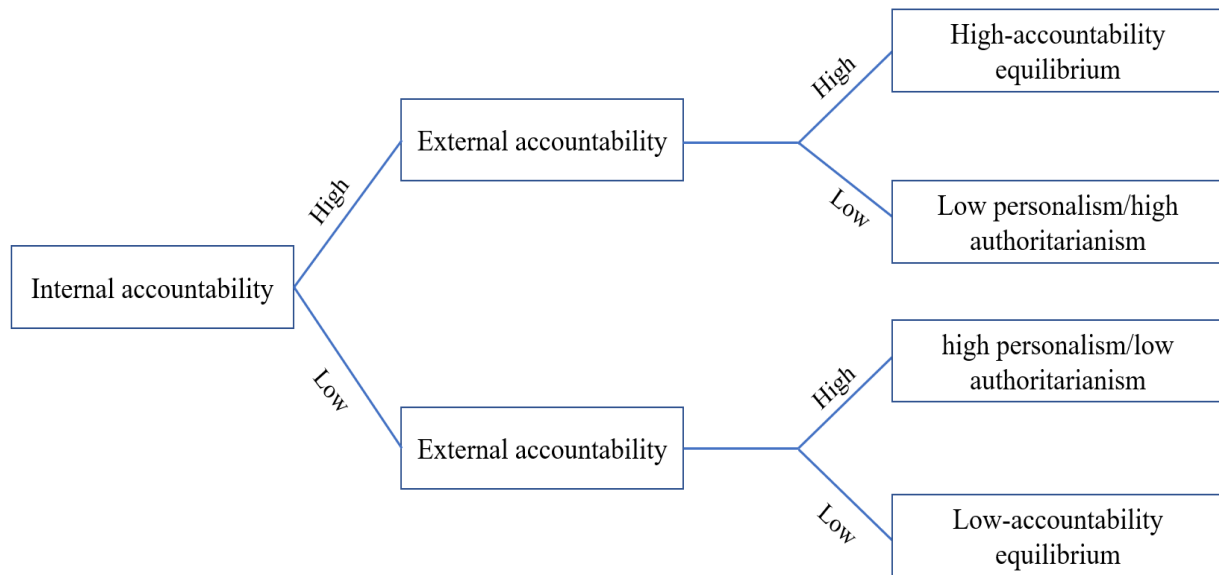 High-accountability
equilibrium
High
External accountability
Low
Low personalism/high
authoritarianism
High
Internal accountability
Low
high personalism/low
authoritarianism
High
External accountability
Low
Low-accountability
equilibrium